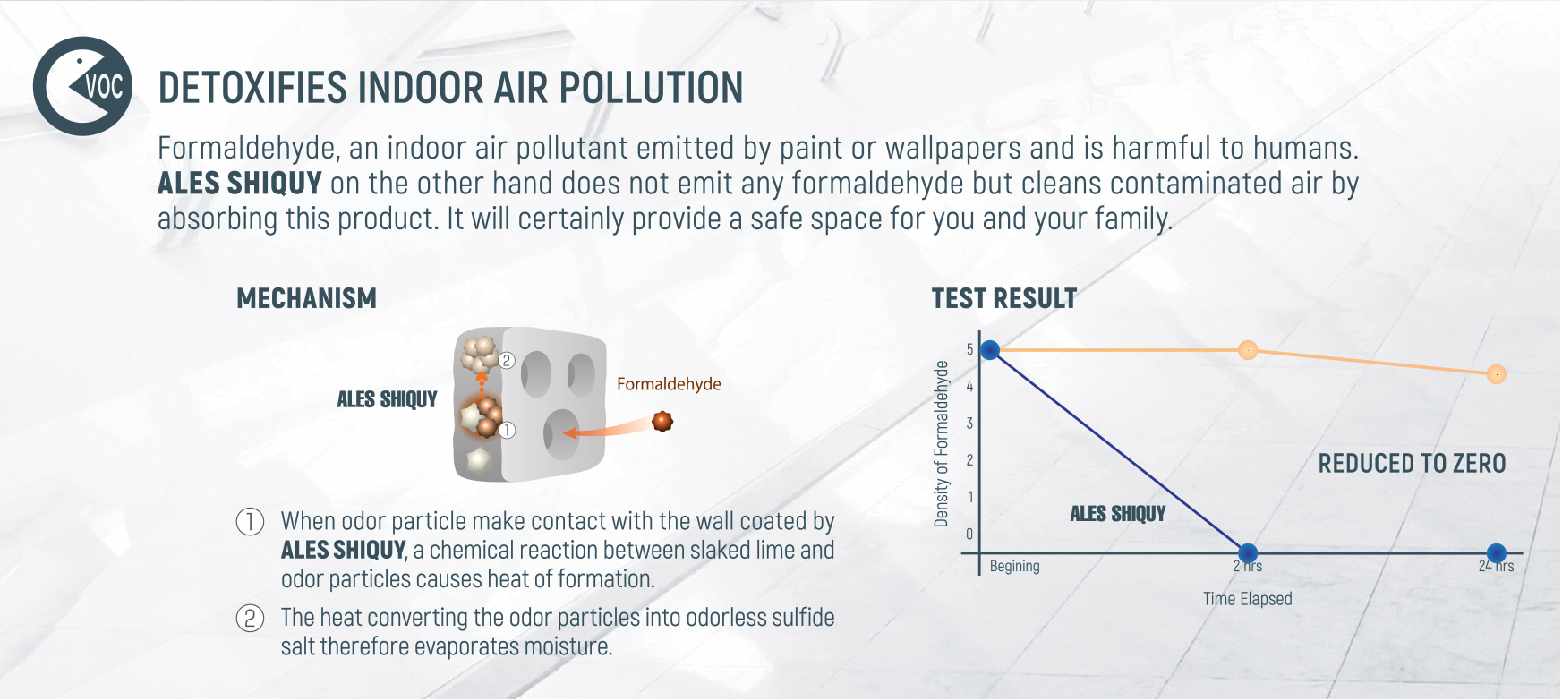 VOC
DETOXIFIES INDOOR AIR POLLUTION
Formaldehyde, an indoor air pollutant emitted by paint or wallpapers and is harmful to humans.
ALES SHIQUY on the other hand does not emit any formaldehyde but cleans contaminated air by
absorbing this product. It will certainly provide a safe space for you and your family.
MECHANISM
ALES SHIQUY
2
1
Formaldehyde
1 When odor particle make contact with the wall coated by
ALES SHIQUY, a chemical reaction between slaked lime and
odor particles causes heat of formation.
2 The heat converting the odor particles into odorless sulfide
salt therefore evaporates moisture.
TEST RESULT
Density of Formaldehyde
5
4
3
2
1
0
REDUCED TO ZERO
ALES SHIQUY
Begining
2 hrs
24 hrs
Time Elapsed